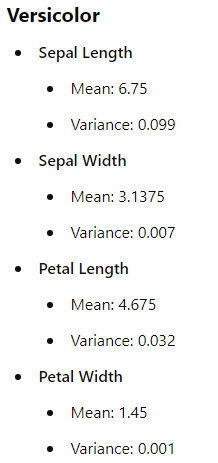 Versicolor
Sepal Length
Mean: 6.75
Variance: 0.099
Sepal Width
Mean: 3.1375
Variance: 0.007
Petal Length
Mean: 4.675
Variance: 0.032
Petal Width
Mean: 1.45
Variance: 0.001